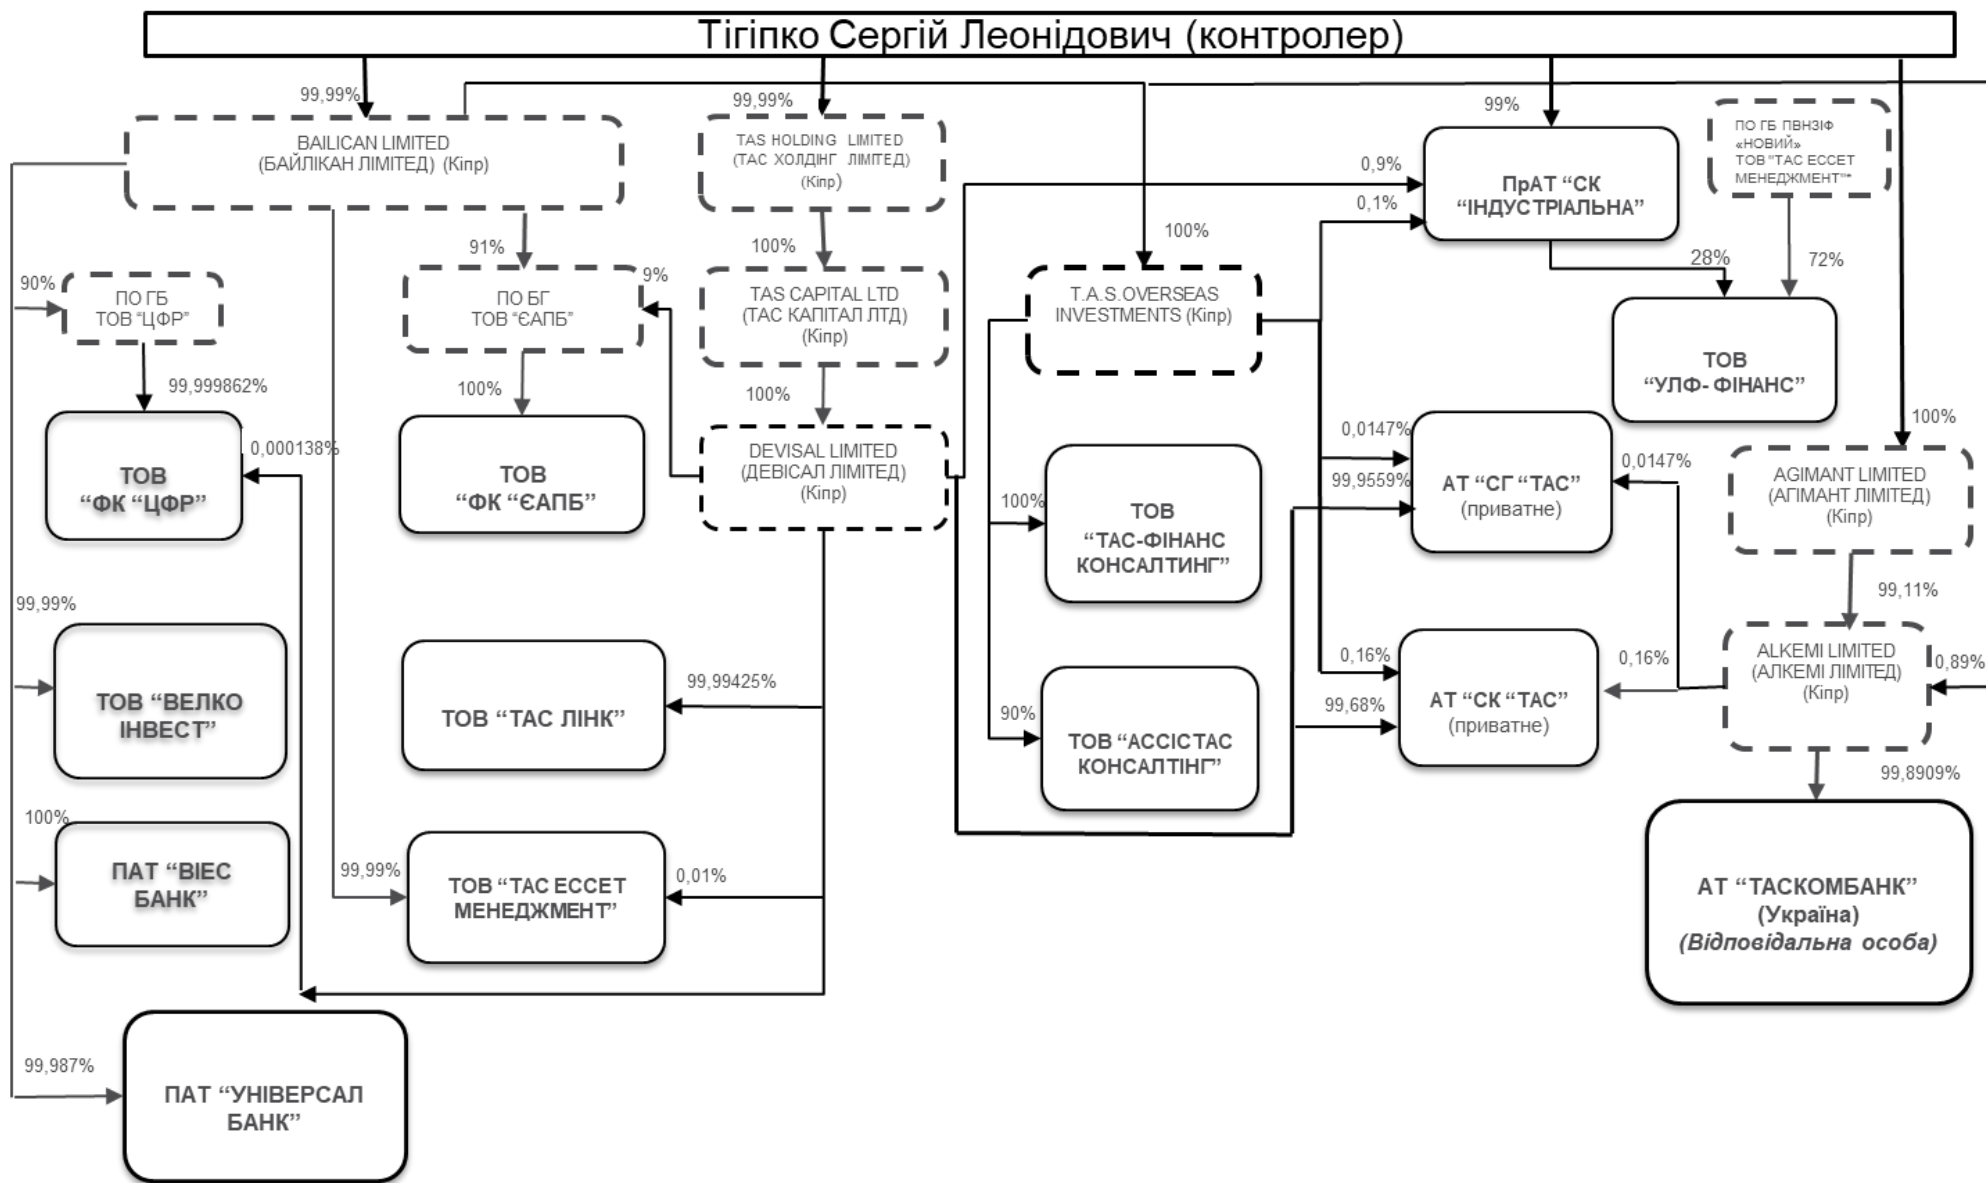 Тігіпко Сергій Леонідович (контролер)
99,99%
99,99%
99%
BAILICAN LIMITED
(БАЙЛІКАН ЛІМІТЕД) (Кіпр)
TAS HOLDING LIMITED
(ТАС ХОЛДІНГ ЛІМІТЕД)
(Кіпр)
ПО ГБ ПВНЗІФ
«НОВИЙ»
ТОВ "ТАС ЕССЕТ
МЕНЕДЖМЕНТ"*
0,9%
0,1%
ПрАТ “СК
“ІНДУСТРІАЛЬНА”
91%
100%
100%
28%
72%
90%
9%
ПО ГБ
ТОВ “ЦФР”
ПО БГ
ТОВ “ЄАПБ”
TAS CAPITAL LTD
(ТАС КАПІТАЛ ЛТД)
(Кіпр)
T.A.S.OVERSEAS
INVESTMENTS (Кіпр)
ТОВ
“УЛФ- ФІНАНС”
99,999862%
100%
100%
100%
0,000138%
ТОВ
“ФК “ЦФР”
ТОВ
“ФК “ЄАПБ”
DEVISAL LIMITED
(ДЕВІСАЛ ЛІМІТЕД)
(Кіпр)
0,0147%
99,9559%
АТ “СГ “ТАС”
(приватне)
0,0147%
AGIMANT LIMITED
(АГІМАНТ ЛІМІТЕД)
(Кіпр)
100%
ТОВ
“ТАС-ФІНАНС
КОНСАЛТИНГ”
99,11%
99,99%
ТОВ “ВЕЛКО
ІНВЕСТ”
99,99425%
ТОВ “ТАС ЛІНК”
90%
ТОВ “АССІСТАС
КОНСАЛТІНГ”
0,16%
99,68%
АТ “СК “ТАС”
(приватне)
0,16%
ALKEMI LIMITED
(АЛКЕМІ ЛІМІТЕД)
(Кіпр)
0,89%
99,8909%
100%
ПАТ “ВІЕС
БАНК”
99,99%
ТОВ “ТАС ЕССЕТ
МЕНЕДЖМЕНТ”
0,01%
АТ “ТАСКОМБАНК”
(Україна)
(Відповідальна особа)
99,987%
ПАТ “УНІВЕРСАЛ
БАНК”